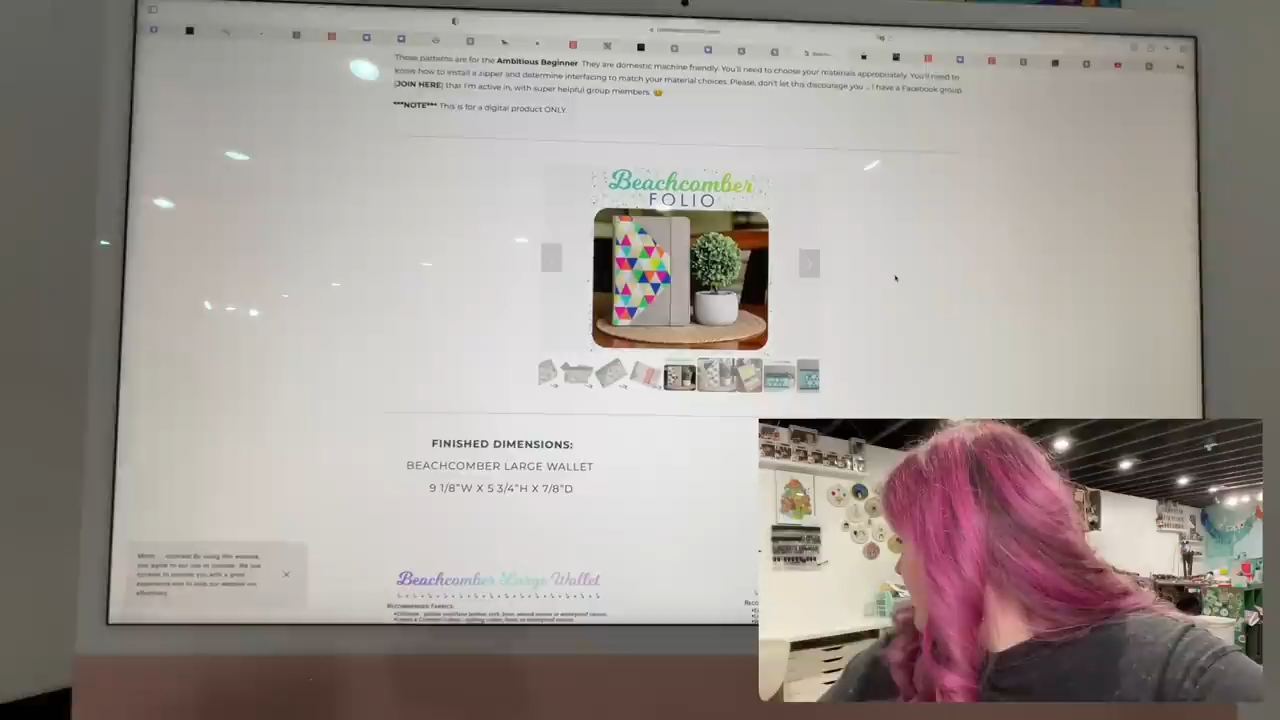 Those patterns are for the Ambitious Beginner. They are domestic machine friendly. You'll need to choose your materials appropriately. You'll need to
know how to install a zipper and determine interfacing to match your material choices. Please, don't let this discourage you ... I have a Facebook group
[JOIN HERE] that I'm active in, with super helpful group members. 😊
***NOTE*** This is for a digital product ONLY.
Beachcomber
FOLIO
FINISHED DIMENSIONS:
BEACHCOMBER LARGE WALLET
9 1/8"W X 5 3/4"H X 7/8"D
Beachcomber Large Wallet
RECOMMENDED FABRICS: